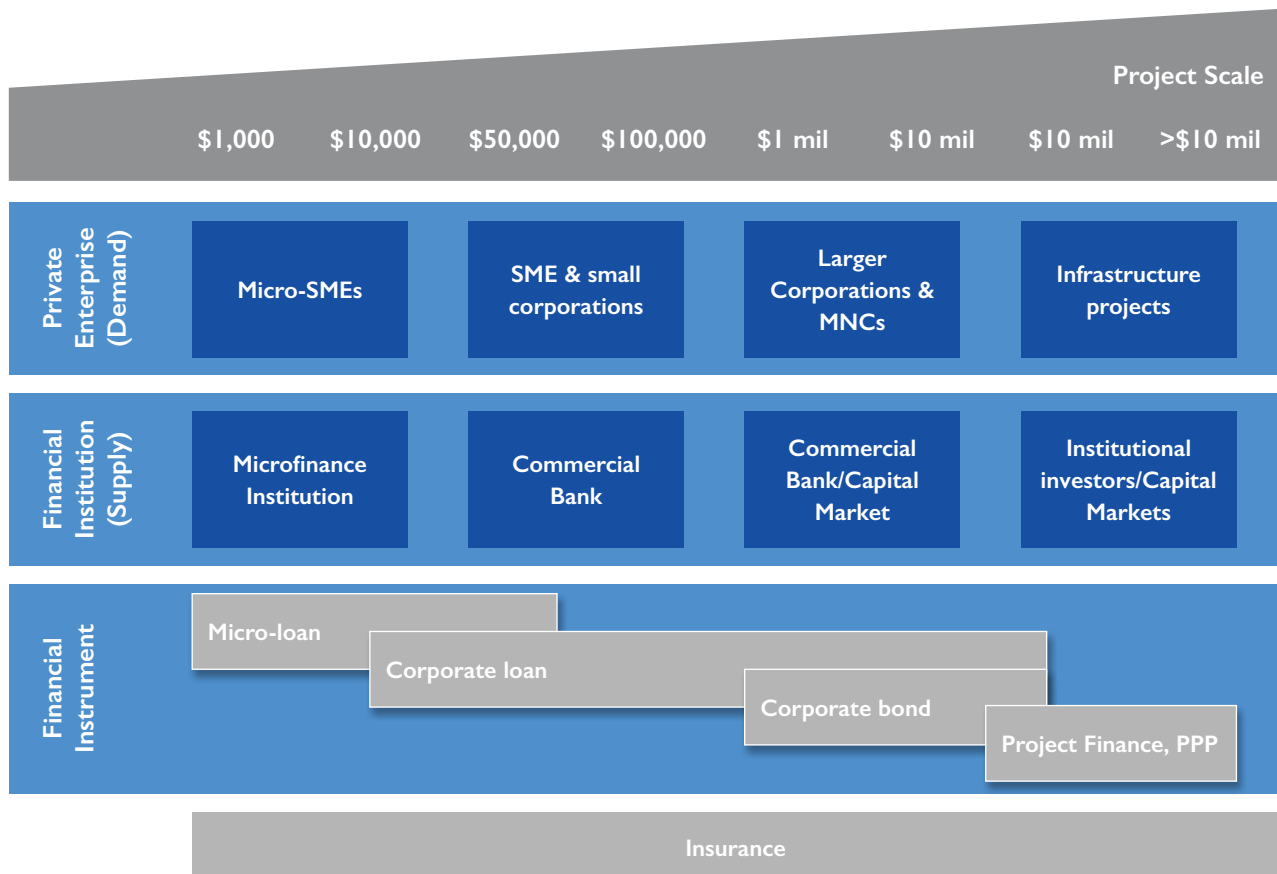 Project Scale
$1,000 $10,000 $50,000 $100,000 $1 mil $10 mil $10 mil >$10 mil
Private
Enterprise
(Demand)
Micro-SMEs
SME & small
corporations
Larger
Corporations &
MNCs
Infrastructure
projects
Financial
Institution
(Supply)
Microfinance
Institution
Commercial
Bank
Commercial
Bank/Capital
Market
Institutional
investors/Capital
Markets
Financial
Instrument
Micro-loan
Corporate loan
Corporate bond
Project Finance, PPP
Insurance